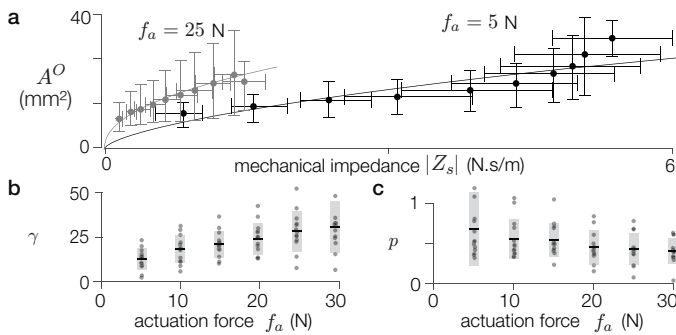 a
40
f_a = 25 N
f_a = 5 N
A^O
(mm²)
0
0
mechanical impedance |Z_s| (N.s/m)
6
b
50
γ
25
0
0
10
20
30
actuation force f_a (N)
c
1
p
0
0
10
20
30
actuation force f_a (N)